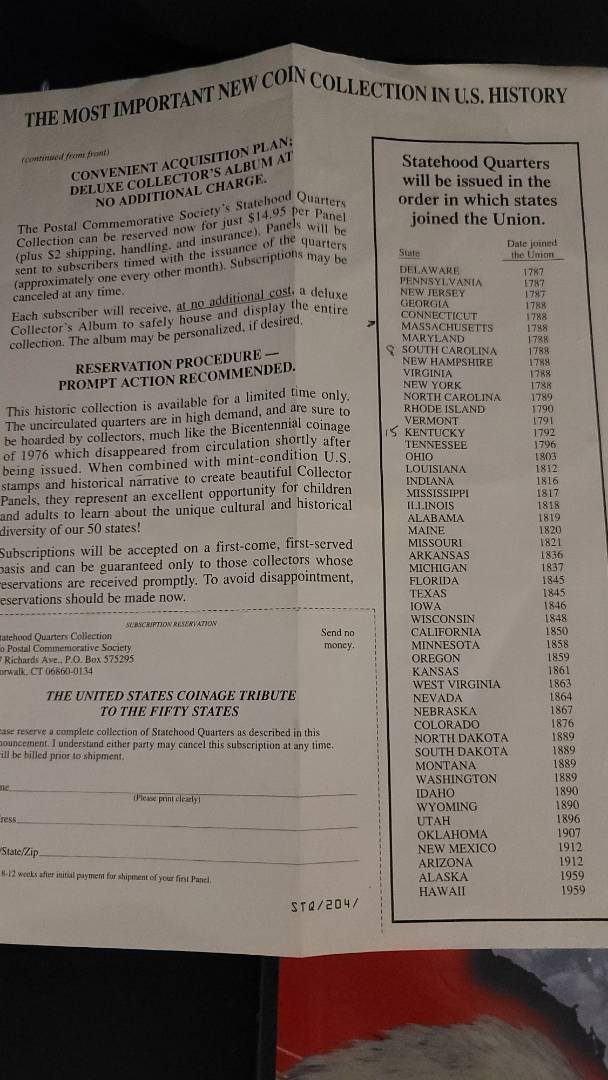 THE MOST IMPORTANT NEW COIN COLLECTION IN U.S. HISTORY
(continued from front)
CONVENIENT ACQUISITION PLAN;
DELUXE COLLECTOR'S ALBUM AT
NO ADDITIONAL CHARGE.
The Postal Commemorative Society's Statehood Quarters
Collection can be reserved now for just $14.95 per Panel
(plus $2 shipping, handling, and insurance). Panels will be
sent to subscribers timed with the issuance of the quarters
(approximately one every other month). Subscriptions may be
canceled at any time.
Each subscriber will receive, at no additional cost, a deluxe
Collector's Album to safely house and display the entire
collection. The album may be personalized, if desired.
RESERVATION PROCEDURE —
PROMPT ACTION RECOMMENDED.
This historic collection is available for a limited time only.
The uncirculated quarters are in high demand, and are sure to
be hoarded by collectors, much like the Bicentennial coinage
of 1976 which disappeared from circulation shortly after
being issued. When combined with mint-condition U.S.
stamps and historical narrative to create beautiful Collector
Panels, they represent an excellent opportunity for children
and adults to learn about the unique cultural and historical
diversity of our 50 states!
Subscriptions will be accepted on a first-come, first-served
basis and can be guaranteed only to those collectors whose
eservations are received promptly. To avoid disappointment,
eservations should be made now.
SUBSCRIPTION RESERVATION
tatehood Quarters Collection
Send no
o Postal Commemorative Society
money.
7 Richards Ave., P.O. Box 575295
orwalk, CT 06860-0134
THE UNITED STATES COINAGE TRIBUTE
TO THE FIFTY STATES
ease reserve a complete collection of Statehood Quarters as described in this
nouncement. I understand either party may cancel this subscription at any time.
ill be billed prior to shipment.
me
(Please print clearly)
ress
/State/Zip
8-12 weeks after initial payment for shipment of your first Panel.
STQ/204/
Statehood Quarters
will be issued in the
order in which states
joined the Union.
Date joined
State the Union
DELAWARE 1787
PENNSYLVANIA 1787
NEW JERSEY 1787
GEORGIA 1788
CONNECTICUT 1788
MASSACHUSETTS 1788
MARYLAND 1788
8 SOUTH CAROLINA 1788
NEW HAMPSHIRE 1788
VIRGINIA 1788
NEW YORK 1788
NORTH CAROLINA 1789
RHODE ISLAND 1790
VERMONT 1791
15 KENTUCKY 1792
TENNESSEE 1796
OHIO 1803
LOUISIANA 1812
INDIANA 1816
MISSISSIPPI 1817
ILLINOIS 1818
ALABAMA 1819
MAINE 1820
MISSOURI 1821
ARKANSAS 1836
MICHIGAN 1837
FLORIDA 1845
TEXAS 1845
IOWA 1846
WISCONSIN 1848
CALIFORNIA 1850
MINNESOTA 1858
OREGON 1859
KANSAS 1861
WEST VIRGINIA 1863
NEVADA 1864
NEBRASKA 1867
COLORADO 1876
NORTH DAKOTA 1889
SOUTH DAKOTA 1889
MONTANA 1889
WASHINGTON 1889
IDAHO 1890
WYOMING 1890
UTAH 1896
OKLAHOMA 1907
NEW MEXICO 1912
ARIZONA 1912
ALASKA 1959
HAWAII 1959